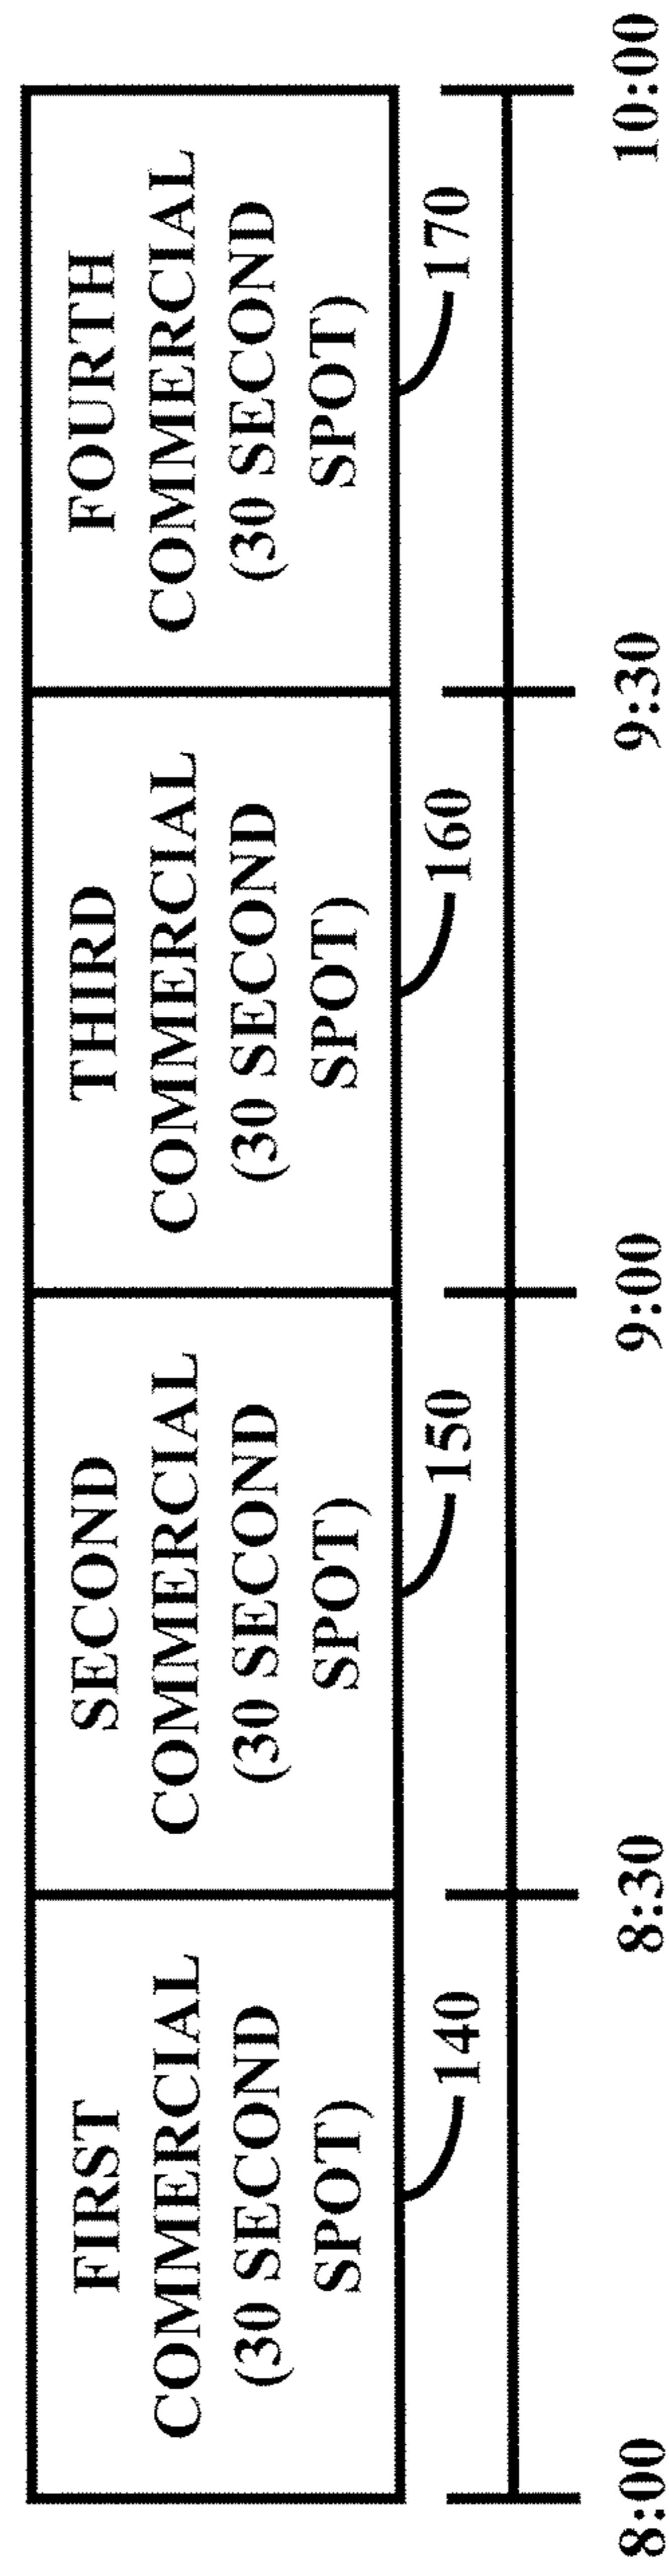 FIRST
COMMERCIAL
(30 SECOND
SPOT)
SECOND
COMMERCIAL
(30 SECOND
SPOT)
THIRD
COMMERCIAL
(30 SECOND
SPOT)
FOURTH
COMMERCIAL
(30 SECOND
SPOT)
140
150
160
170
8:00
8:30
9:00
9:30
10:00